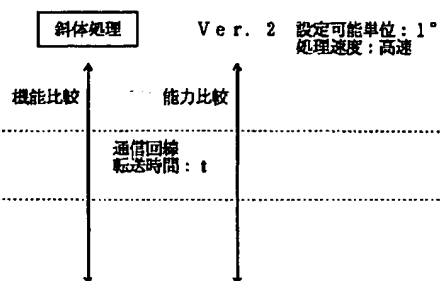 斜体処理
Ver. 2 設定可能単位：1°
処理速度：高速
機能比較 能力比較
通信回線
転送時間：t